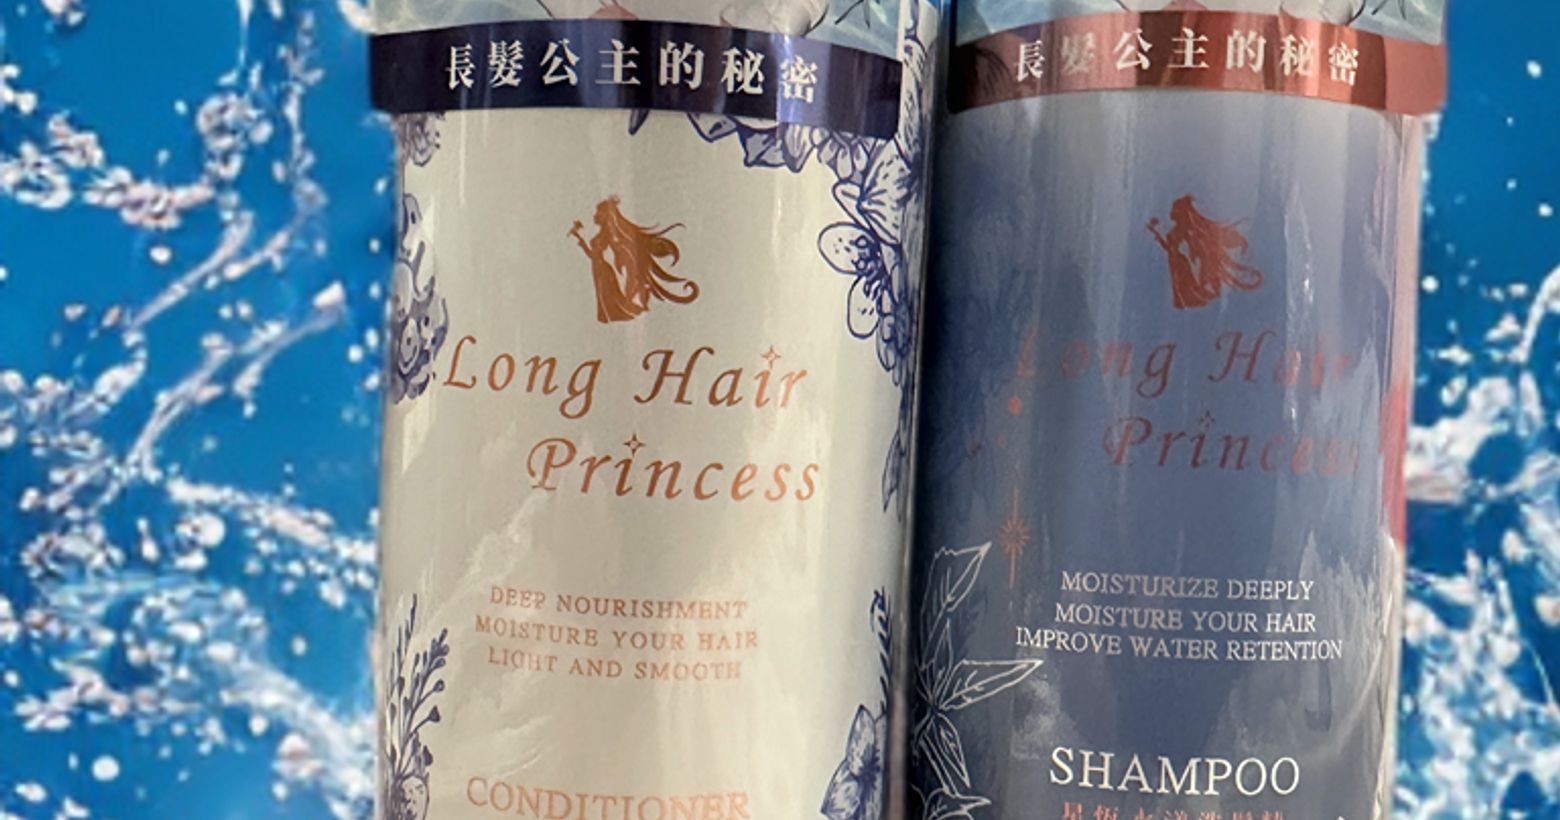 長髮公主的秘密
Long Hair
Princess
DEEP NOURISHMENT
MOISTURE YOUR HAIR
LIGHT AND SMOOTH
CONDITIONER
長髮公主的秘密
Long Hair
Princess
MOISTURIZE DEEPLY
MOISTURE YOUR HAIR
IMPROVE WATER RETENTION
SHAMPOO